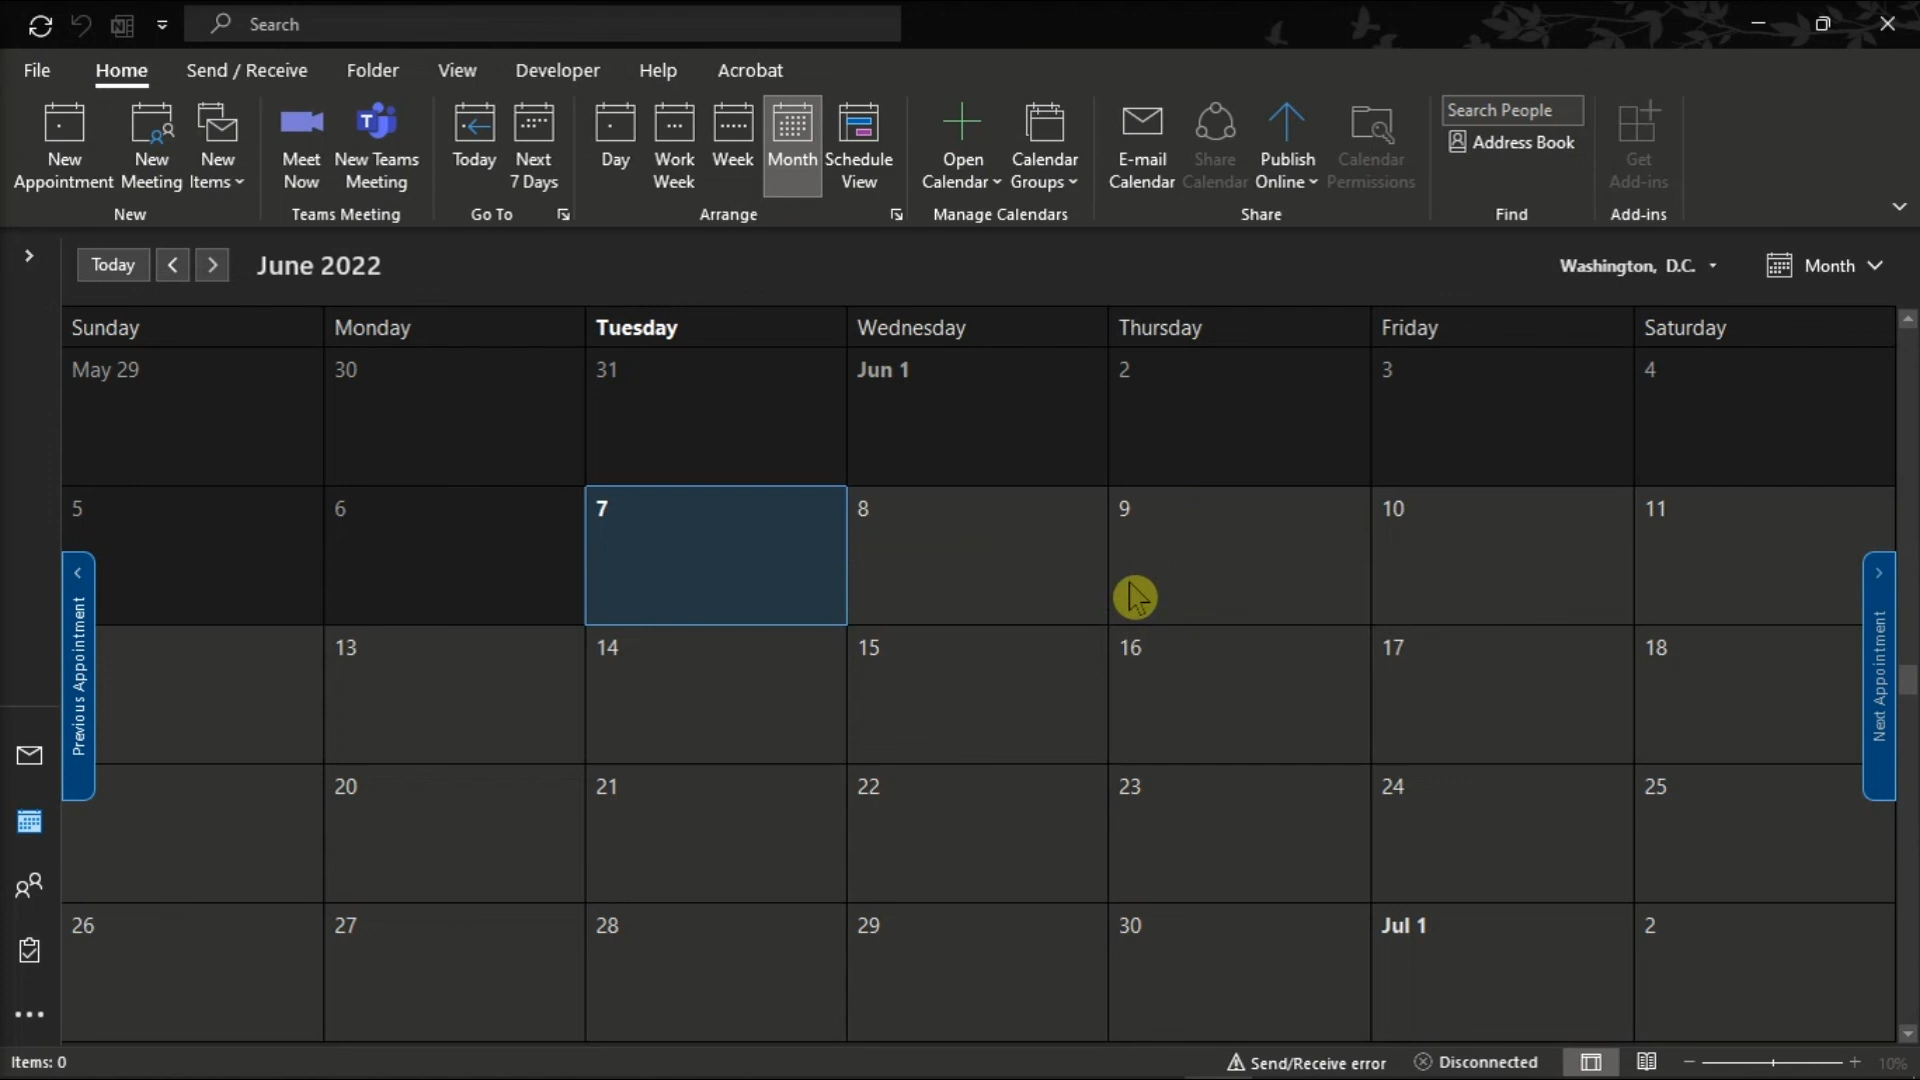 Search
File Home Send / Receive Folder View Developer Help Acrobat
New Appointment
New Meeting
New Items
New
Meet Now
New Teams Meeting
Teams Meeting
Today
Next 7 Days
Go To
Day
Work Week
Week
Month
Schedule View
Arrange
Open Calendar
Calendar Groups
Manage Calendars
E-mail Calendar
Share Calendar
Publish Online
Calendar Permissions
Share
Search People
Address Book
Find
Get Add-ins
Add-ins
Today June 2022 Washington, D.C. Month
Sunday Monday Tuesday Wednesday Thursday Friday Saturday
May 29 30 31 Jun 1 2 3 4
5 6 7 8 9 10 11
13 14 15 16 17 18
20 21 22 23 24 25
26 27 28 29 30 Jul 1 2
Previous Appointment
Next Appointment
Items: 0 Send/Receive error Disconnected 10%